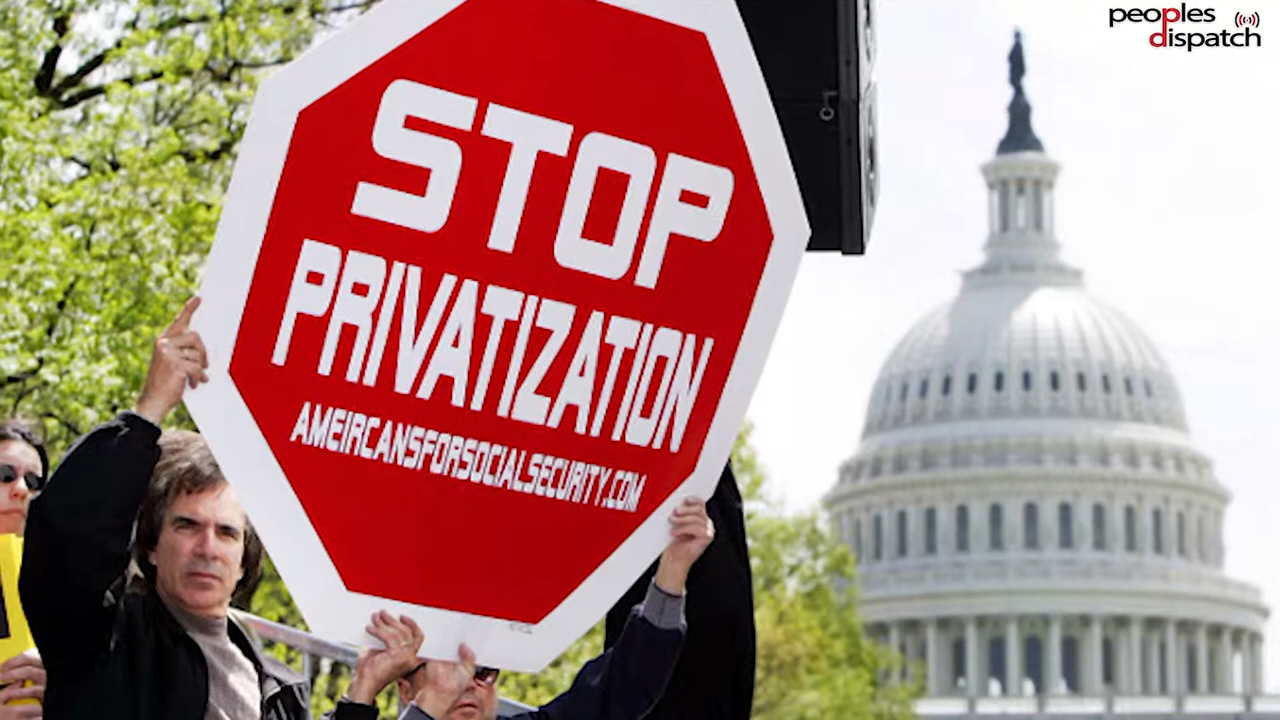 peoples
dispatch
STOP
PRIVATIZATION
AMEIRCANSFORSOCIALSECURITY.COM